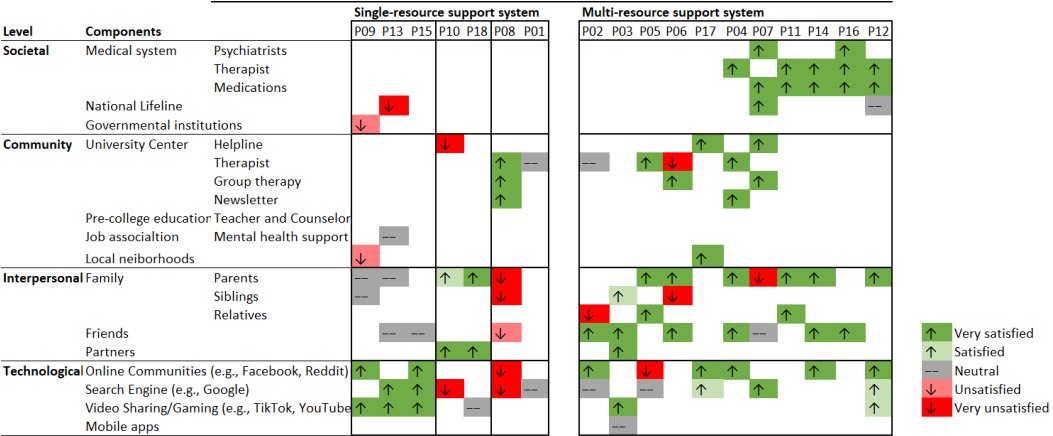 Single-resource support system Multi-resource support system
Level Components P09 P13 P15 P10 P18 P08 P01 P02 P03 P05 P06 P17 P04 P07 P11 P14 P16 P12
Societal Medical system Psychiatrists ↑ ↑
Therapist ↑ ↑ ↑ ↑ ↑
Medications ↑ ↑ ↑ ↑ ↑
National Lifeline ↓ ↑ --
Governmental institutions ↓
Community University Center Helpline ↓ ↑ ↑
Therapist ↑ -- -- ↑ ↓ ↑
Group therapy ↑ ↑ ↑
Newsletter ↑ ↑
Pre-college education Teacher and Counselor
Job associaltion Mental health support --
Local neiborhoods ↓ ↑
Interpersonal Family Parents -- -- ↑ ↑ ↓ ↑ ↑ ↑ ↓ ↑ ↑ ↑
Siblings -- ↓ ↑ ↓
Relatives ↓ ↑ ↑
Friends -- -- ↓ ↑ ↑ ↑ ↑ -- ↑ ↑
Partners ↑ ↑ ↑
Technological Online Communities (e.g., Facebook, Reddit) ↑ ↑ ↓ ↑ ↓ ↑ ↑ ↑ ↑
Search Engine (e.g., Google) ↑ ↑ ↓ ↓ -- -- -- ↑ ↑ ↑
Video Sharing/Gaming (e.g., TikTok, YouTube ↑ ↑ ↑ -- ↑ ↑
Mobile apps --
↑ Very satisfied
↑ Satisfied
-- Neutral
↓ Unsatisfied
↓ Very unsatisfied